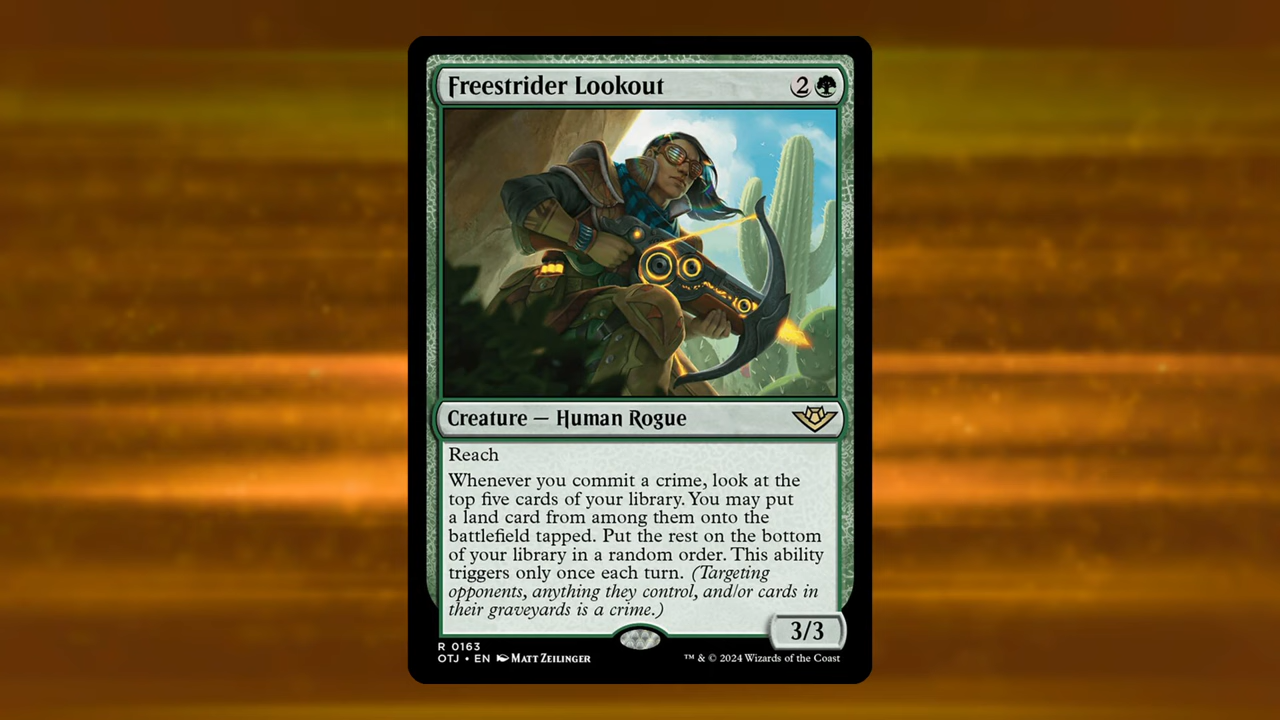 Freestrider Lookout 2
Creature — Human Rogue
Reach
Whenever you commit a crime, look at the
top five cards of your library. You may put
a land card from among them onto the
battlefield tapped. Put the rest on the bottom
of your library in a random order. This ability
triggers only once each turn. (Targeting
opponents, anything they control, and/or cards in
their graveyards is a crime.)
3/3
R 0163
OTJ • EN MATT ZEILINGER
™ & © 2024 Wizards of the Coast